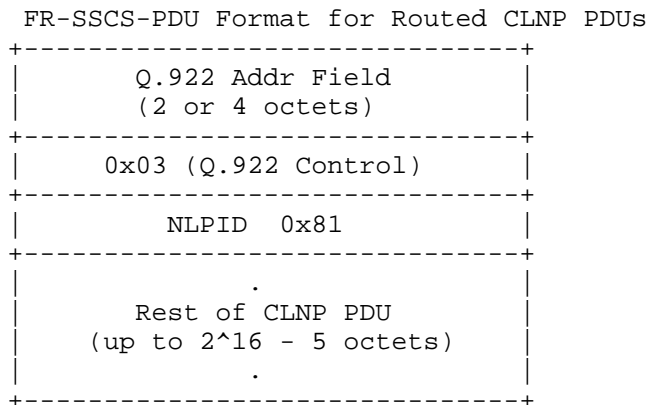 FR-SSCS-PDU Format for Routed CLNP PDUs
+-------------------------------+
| Q.922 Addr Field |
| (2 or 4 octets) |
+-------------------------------+
| 0x03 (Q.922 Control) |
+-------------------------------+
| NLPID 0x81 |
+-------------------------------+
| . |
| Rest of CLNP PDU |
| (up to 2^16 - 5 octets) |
| . |
+-------------------------------+